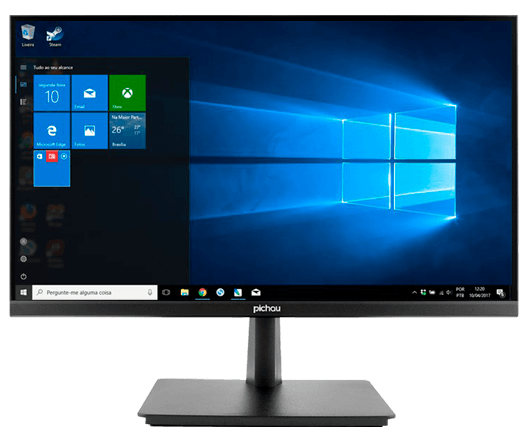 Lixeira
Steam
Tudo ao seu alcance
segunda-feira
10
Email
Xbox
Na Maior Part...
26°
Microsoft Edge
Fotos
Brasília
Pergunte-me alguma coisa
POR
PTB
12:20
10/04/2017
pichau